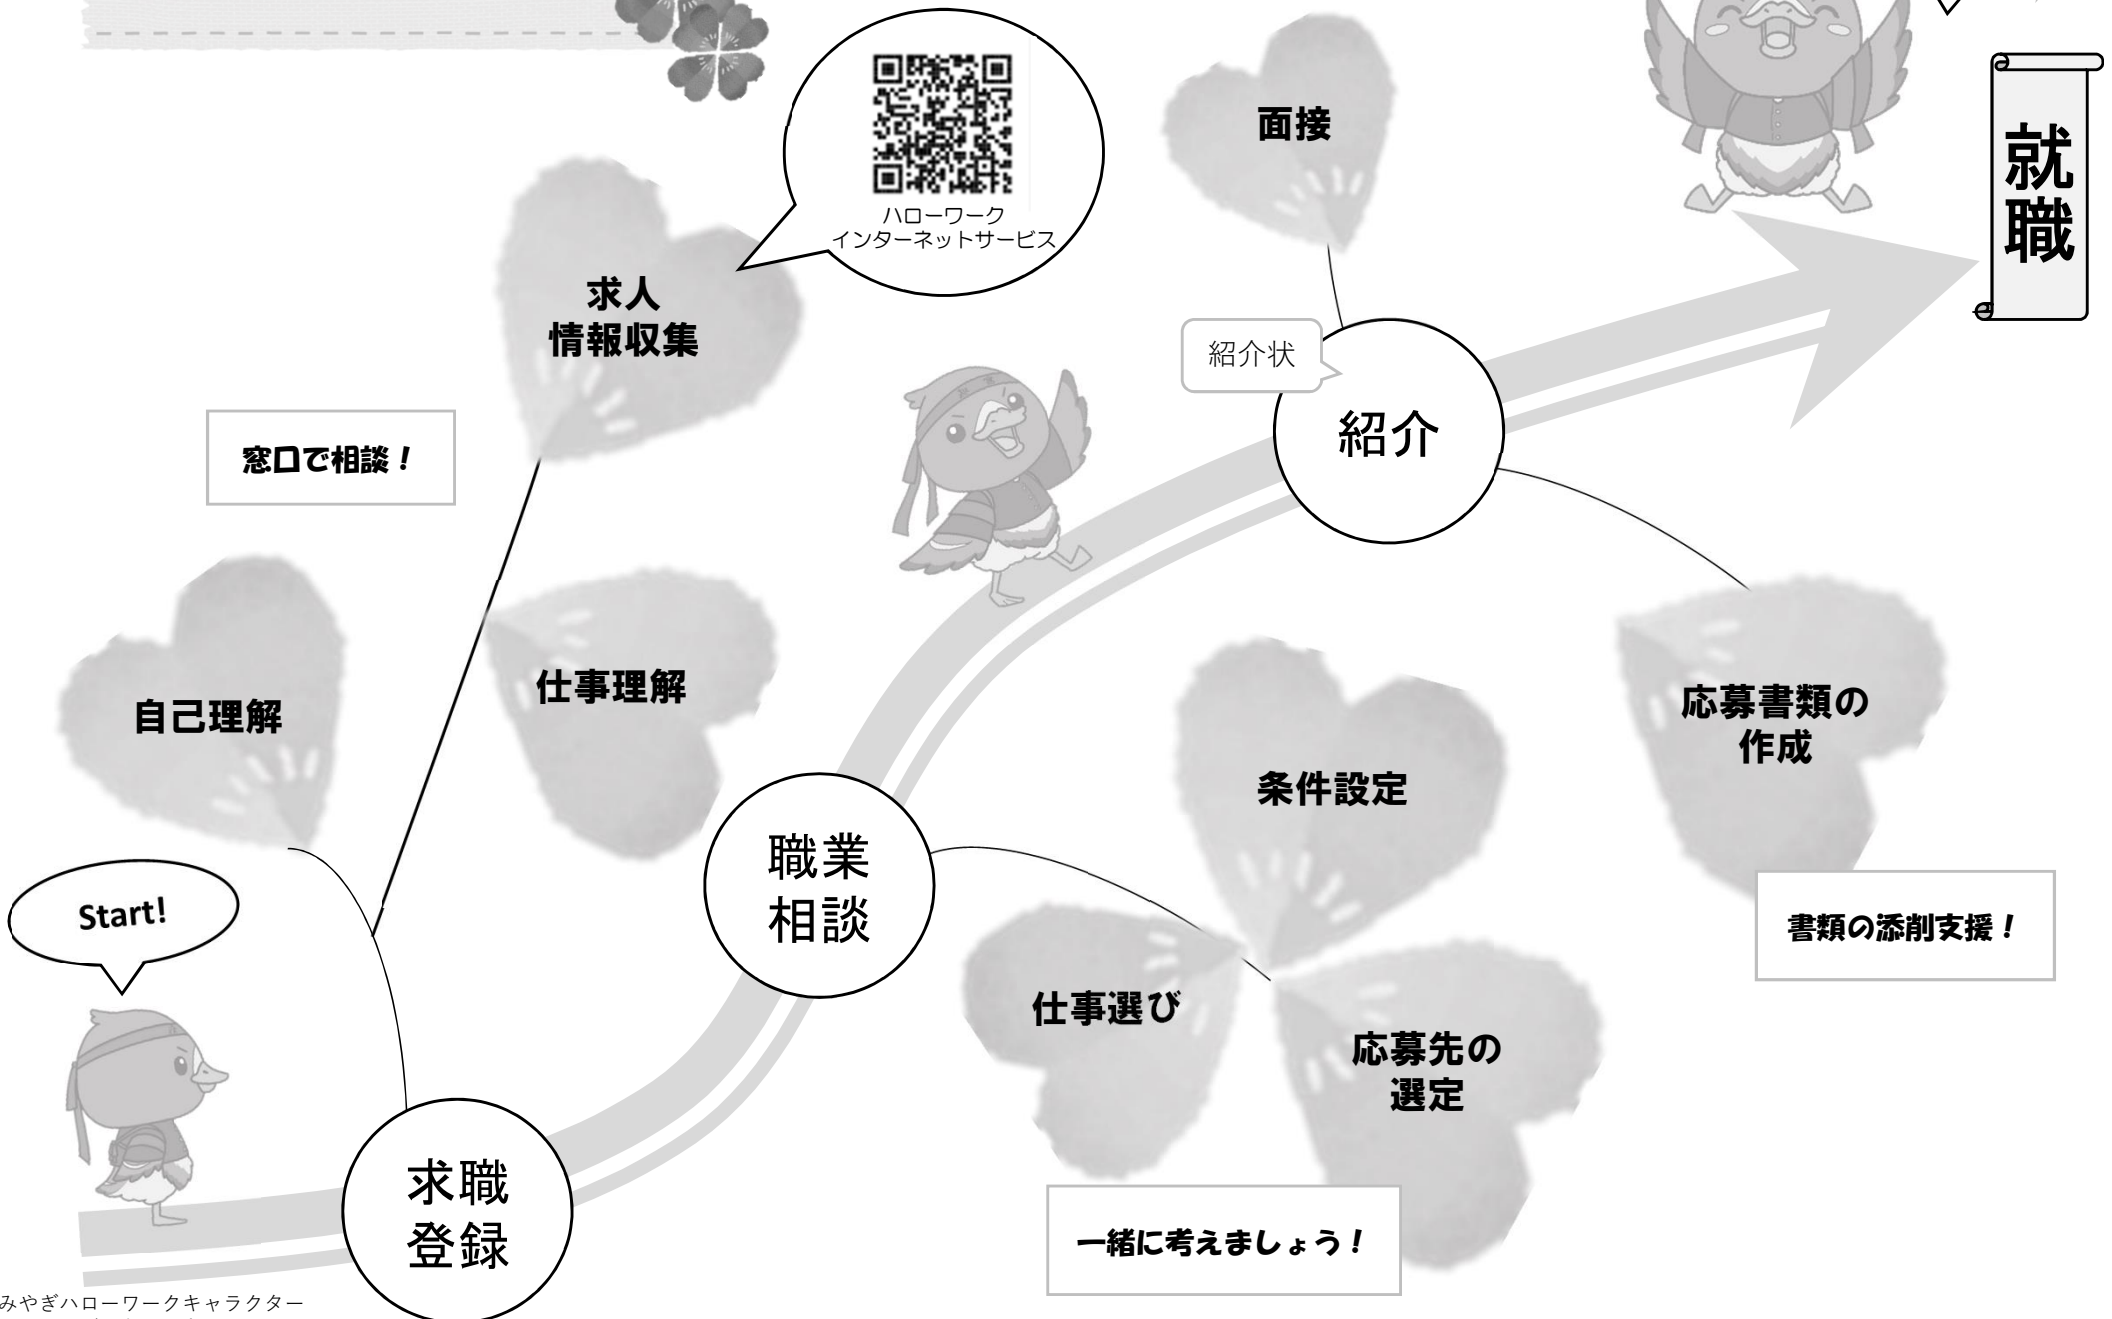 ハローワーク
インターネットサービス
面接
就職
求人
情報収集
紹介状
紹介
窓口で相談！
自己理解
仕事理解
条件設定
応募書類の
作成
書類の添削支援！
職業
相談
Start!
仕事選び
応募先の
選定
一緒に考えましょう！
求職
登録
みやぎハローワークキャラクター